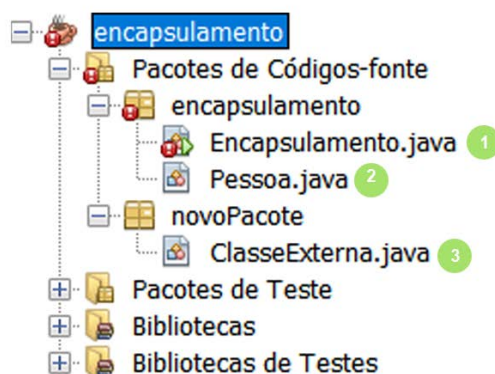 encapsulamento
Pacotes de Códigos-fonte
encapsulamento
Encapsulamento.java 1
Pessoa.java 2
novoPacote
ClasseExterna.java 3
Pacotes de Teste
Bibliotecas
Bibliotecas de Testes